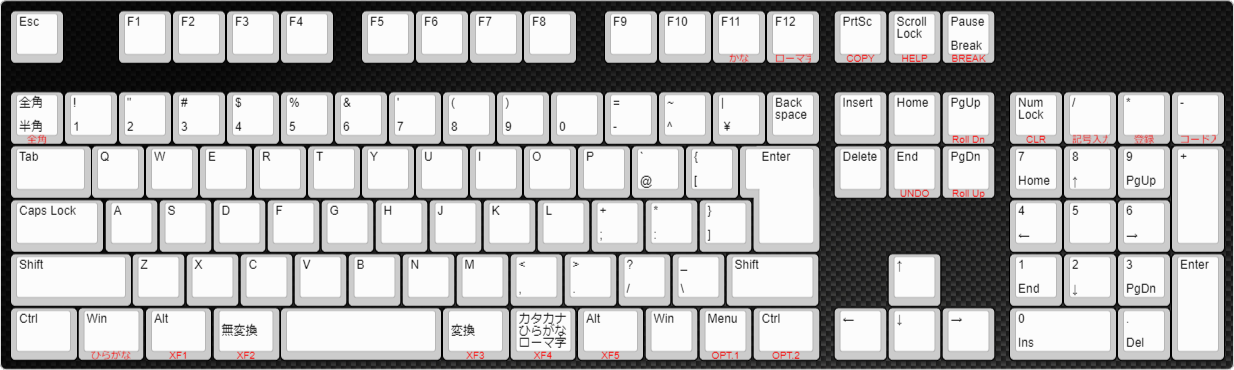 Esc F1 F2 F3 F4 F5 F6 F7 F8 F9 F10 F11 F12 PrtSc Scroll Pause
Lock
Break
かな ローマ字 COPY HELP BREAK
全角 ! " # $ % & ' ( ) = ~ | Back Insert Home PgUp Num / * -
space Lock
半角 1 2 3 4 5 6 7 8 9 0 - ^ ¥
全角 Roll Dn CLR 記号入力 登録 コード入
Tab Q W E R T Y U I O P ` { Enter Delete End PgDn 7 8 9 +
@ [ Home ↑ PgUp
UNDO Roll Up
Caps Lock A S D F G H J K L + * } 4 5 6
; : ] ← →
Shift Z X C V B N M < > ? _ Shift ↑ 1 2 3 Enter
, . / \ End ↓ PgDn
Ctrl Win Alt 無変換 変換 カタカナ Alt Win Menu Ctrl ← ↓ → 0 .
ひらがな
ローマ字 Ins Del
ひらがな XF1 XF2 XF3 XF4 XF5 OPT.1 OPT.2